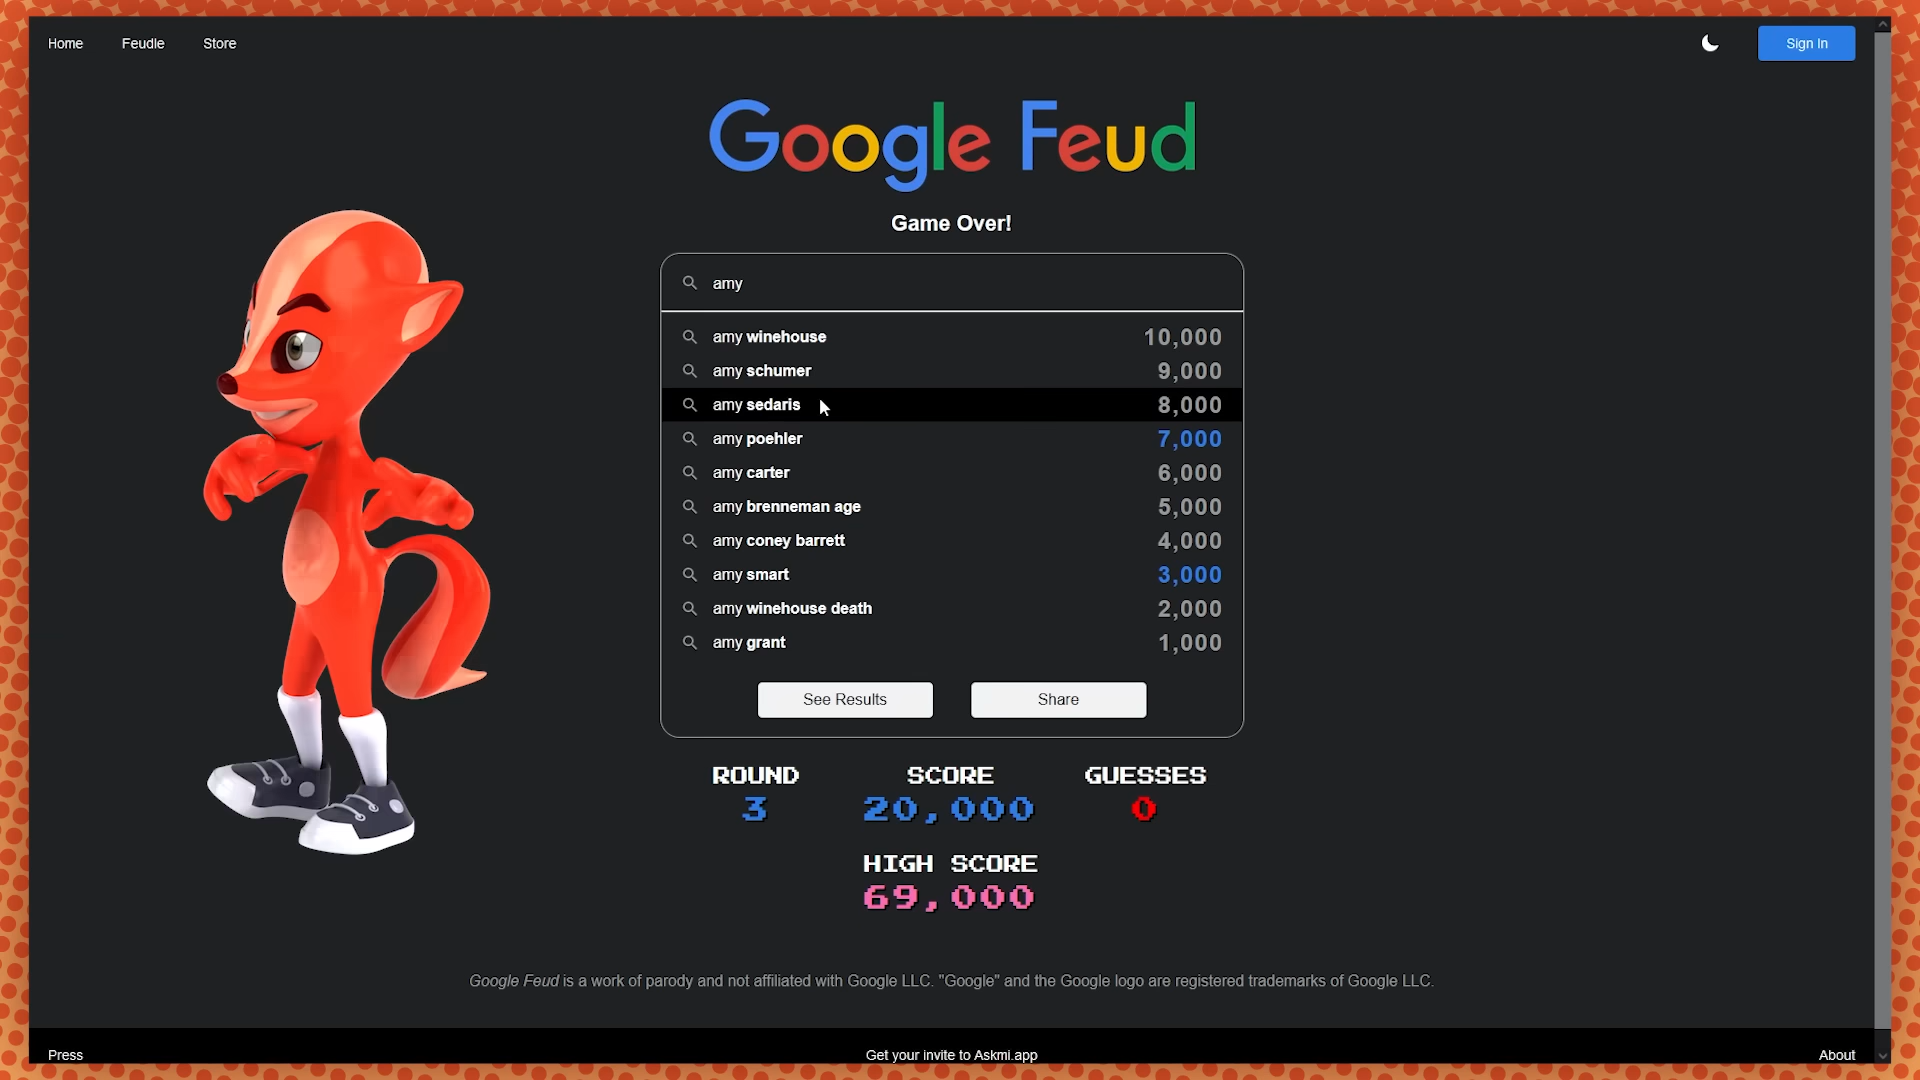 Home Feudle Store Sign In
Google Feud
Game Over!
amy
amy winehouse 10,000
amy schumer 9,000
amy sedaris 8,000
amy poehler 7,000
amy carter 6,000
amy brenneman age 5,000
amy coney barrett 4,000
amy smart 3,000
amy winehouse death 2,000
amy grant 1,000
See Results Share
ROUND SCORE GUESSES
3 20,000 0
HIGH SCORE
69,000
Google Feud is a work of parody and not affiliated with Google LLC. "Google" and the Google logo are registered trademarks of Google LLC.
Press Get your invite to Askmi.app About